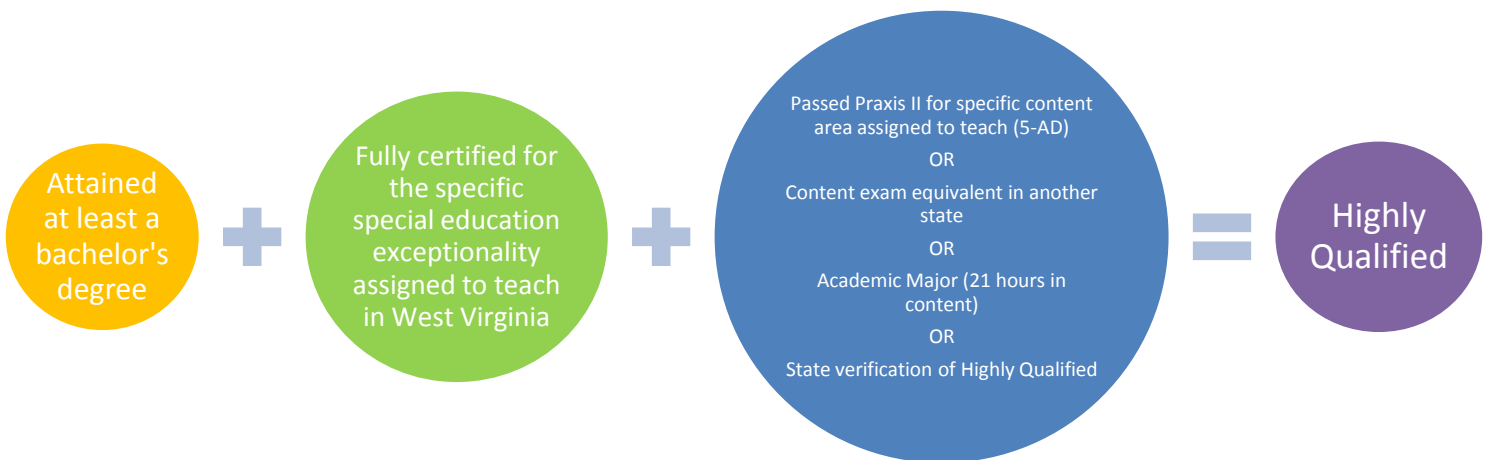 Attained
at least a
bachelor's
degree
Fully certified for
the specific
special education
exceptionality
assigned to teach
in West Virginia
Passed Praxis II for specific content
area assigned to teach (5-AD)
OR
Content exam equivalent in another
state
OR
Academic Major (21 hours in
content)
OR
State verification of Highly Qualified
Highly
Qualified